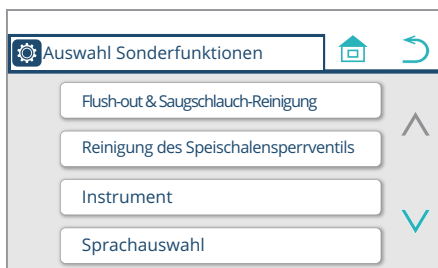 Auswahl Sonderfunktionen
Flush-out & Saugschlauch-Reinigung
Reinigung des Speischalensperrventils
Instrument
Sprachauswahl